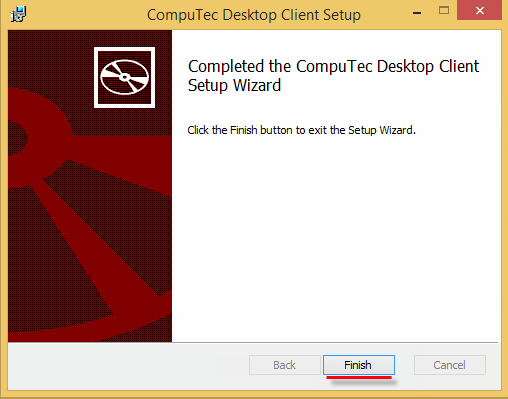 CompuTec Desktop Client Setup
Completed the CompuTec Desktop Client
Setup Wizard
Click the Finish button to exit the Setup Wizard.
Back
Finish
Cancel